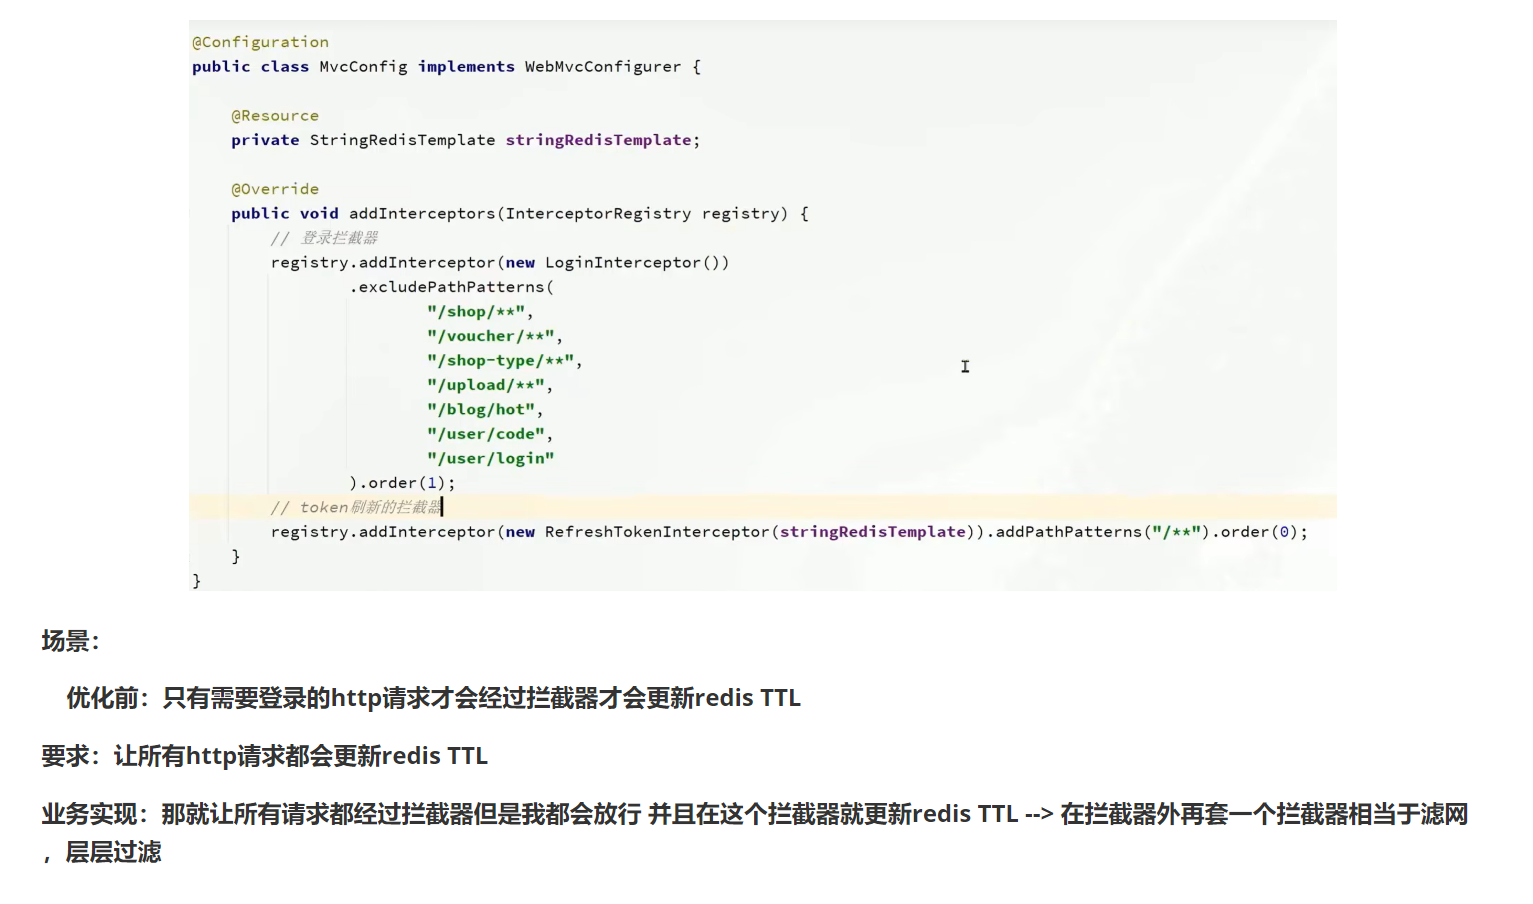 @Configuration
public class MvcConfig implements WebMvcConfigurer {
@Resource
private StringRedisTemplate stringRedisTemplate;
@Override
public void addInterceptors(InterceptorRegistry registry) {
// 登录拦截器
registry.addInterceptor(new LoginInterceptor())
.excludePathPatterns(
"/shop/**",
"/voucher/**",
"/shop-type/**",
"/upload/**",
"/blog/hot",
"/user/code",
"/user/login"
).order(1);
// token刷新的拦截器
registry.addInterceptor(new RefreshTokenInterceptor(stringRedisTemplate)).addPathPatterns("/**").order(0);
}
}
场景：
优化前：只有需要登录的http请求才会经过拦截器才会更新redis TTL
要求：让所有http请求都会更新redis TTL
业务实现：那就让所有请求都经过拦截器但是我都会放行 并且在这个拦截器就更新redis TTL --> 在拦截器外再套一个拦截器相当于滤网
，层层过滤